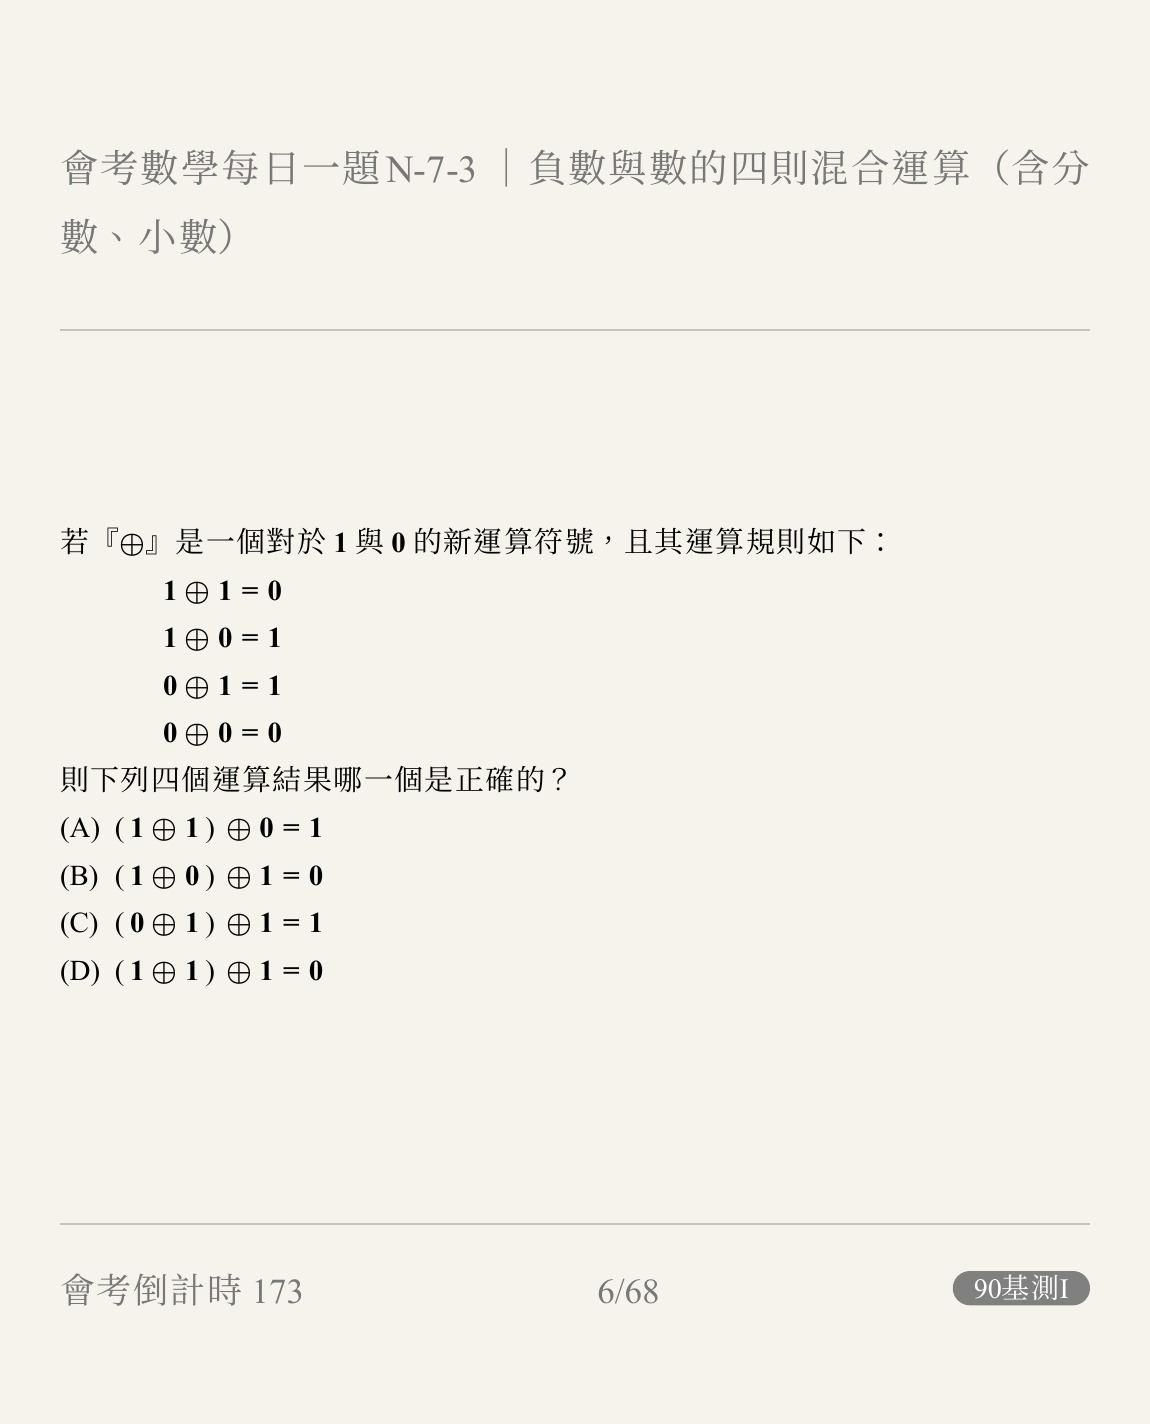 會考數學每日一題N-7-3 ｜負數與數的四則混合運算（含分
數、小數）
若『⊕』是一個對於 1 與 0 的新運算符號，且其運算規則如下：
1 ⊕ 1 = 0
1 ⊕ 0 = 1
0 ⊕ 1 = 1
0 ⊕ 0 = 0
則下列四個運算結果哪一個是正確的？
(A) ( 1 ⊕ 1 ) ⊕ 0 = 1
(B) ( 1 ⊕ 0 ) ⊕ 1 = 0
(C) ( 0 ⊕ 1 ) ⊕ 1 = 1
(D) ( 1 ⊕ 1 ) ⊕ 1 = 0
會考倒計時 173
6/68
90基測I